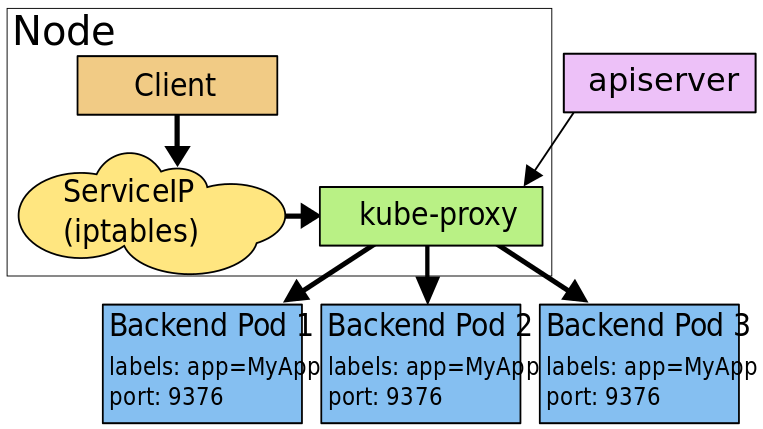 Node
Client
apiserver
ServiceIP
(iptables)
kube-proxy
Backend Pod 1
labels: app=MyApp
port: 9376
Backend Pod 2
labels: app=MyApp
port: 9376
Backend Pod 3
labels: app=MyApp
port: 9376